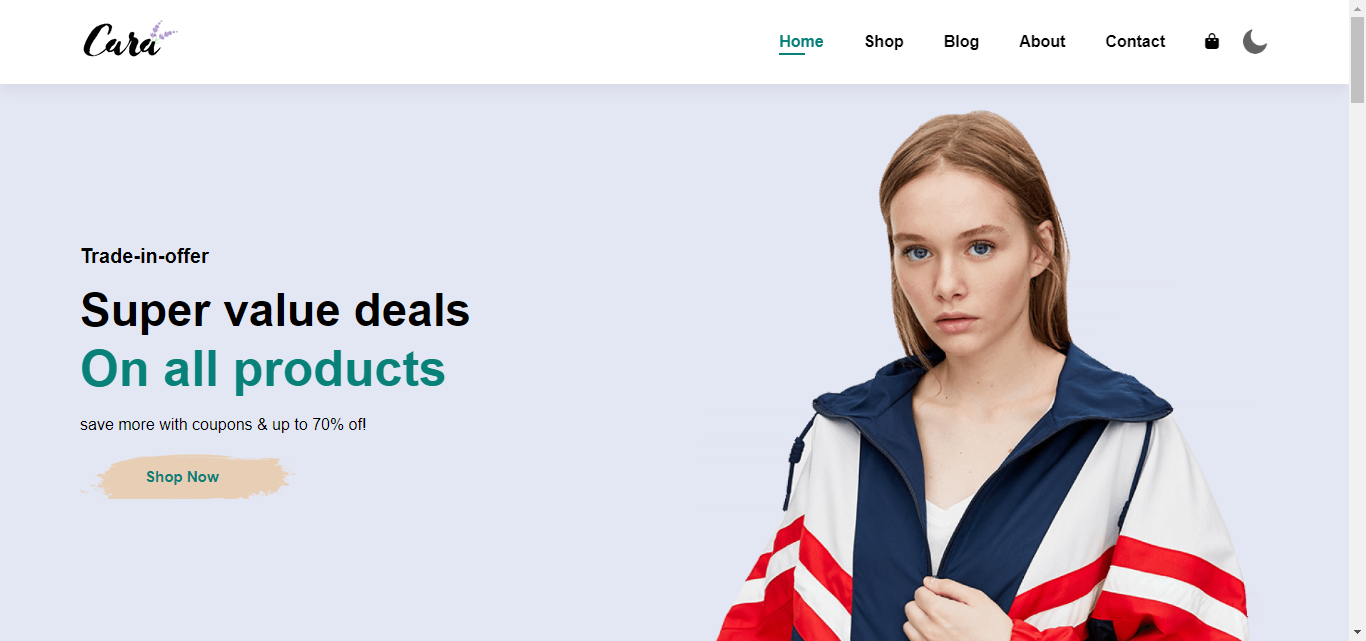 Cara
Home Shop Blog About Contact
Trade-in-offer
Super value deals
On all products
save more with coupons & up to 70% of!
Shop Now